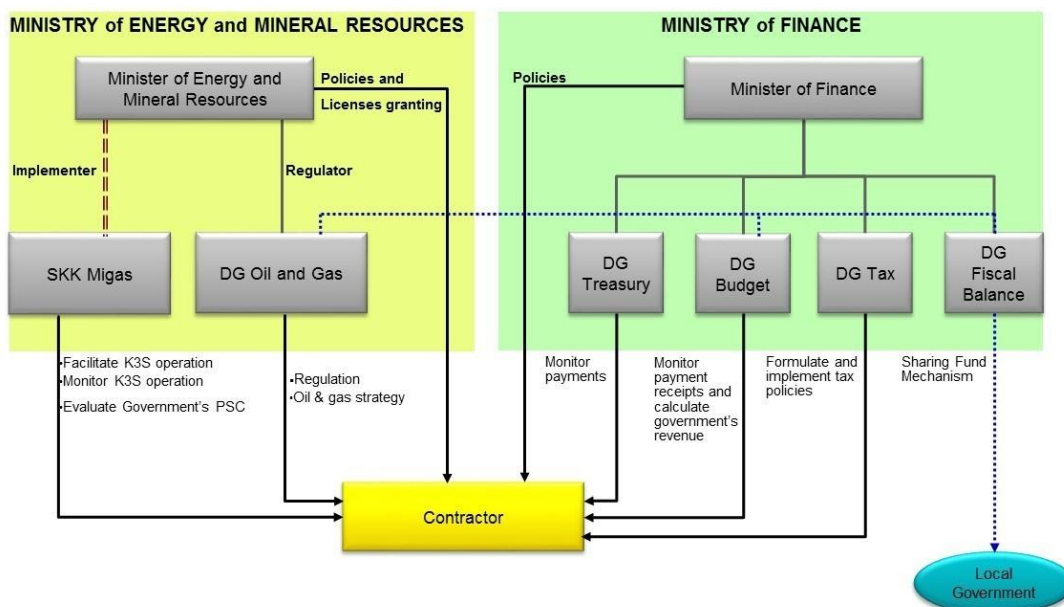 MINISTRY of ENERGY and MINERAL RESOURCES
MINISTRY of FINANCE
Minister of Energy and
Mineral Resources
Policies and
Licenses granting
Policies
Minister of Finance
Implementer
Regulator
SKK Migas
DG Oil and Gas
DG
Treasury
DG
Budget
DG Tax
DG
Fiscal
Balance
•Facilitate K3S operation
•Monitor K3S operation
•Evaluate Government's PSC
•Regulation
•Oil & gas strategy
Monitor
payments
Monitor
payment
receipts and
calculate
government's
revenue
Formulate and
implement tax
policies
Sharing Fund
Mechanism
Contractor
Local
Government